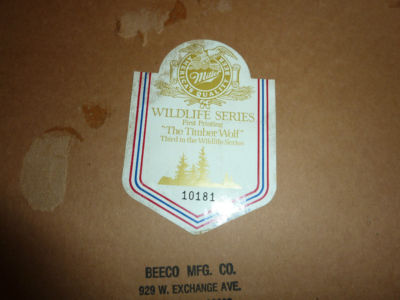 Miller
WILDLIFE SERIES
First Printing
"The Timber Wolf"
Third in the Wildlife Series
10181
BEECO MFG. CO.
929 W. EXCHANGE AVE.